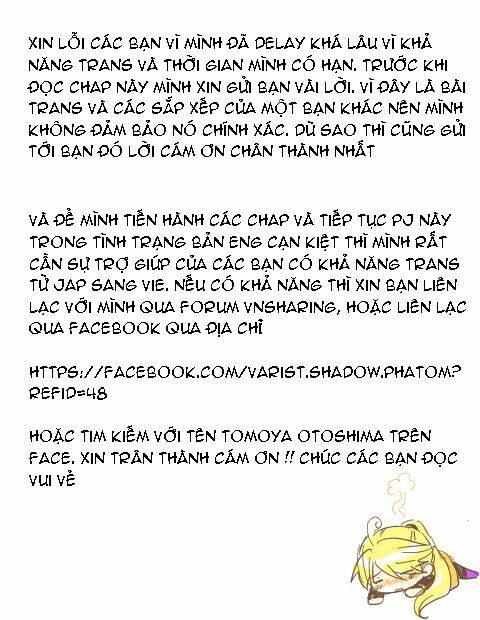 XIN LỖI CÁC BẠN VÌ MÌNH ĐÃ DELAY KHÁ LÂU VÌ KHẢ
NĂNG TRANS VÀ THỜI GIAN MÌNH CÓ HẠN. TRƯỚC KHI
ĐỌC CHAP NÀY MÌNH XIN GỬI BẠN VÀI LỜI. VÌ ĐÂY LÀ BÀI
TRANS VÀ CÁC SẮP XẾP CỦA MỘT BẠN KHÁC NÊN MÌNH
KHÔNG ĐẢM BẢO NÓ CHÍNH XÁC. DÙ SAO THÌ CŨNG GỬI
TỚI BẠN ĐÓ LỜI CÁM ƠN CHÂN THÀNH NHẤT
VÀ ĐỂ MÌNH TIẾN HÀNH CÁC CHAP VÀ TIẾP TỤC PJ NÀY
TRONG TÌNH TRẠNG BẢN ENG CẠN KIỆT THÌ MÌNH RẤT
CẦN SỰ TRỢ GIÚP CỦA CÁC BẠN CÓ KHẢ NĂNG TRANS
TỪ JAP SANG VIE. NẾU CÓ KHẢ NĂNG THÌ XIN BẠN LIÊN
LẠC VỚI MÌNH QUA FORUM VNSHARING, HOẶC LIÊN LẠC
QUA FACEBOOK QUA ĐỊA CHỈ
HTTPS://FACEBOOK.COM/VARIST.SHADOW.PHATOM?
REFID=48
HOẶC TIM KIẾM VỚI TÊN TOMOYA OTOSHIMA TRÊN
FACE. XIN TRÂN THÀNH CÁM ƠN !! CHÚC CÁC BẠN ĐỌC
VUI VẺ